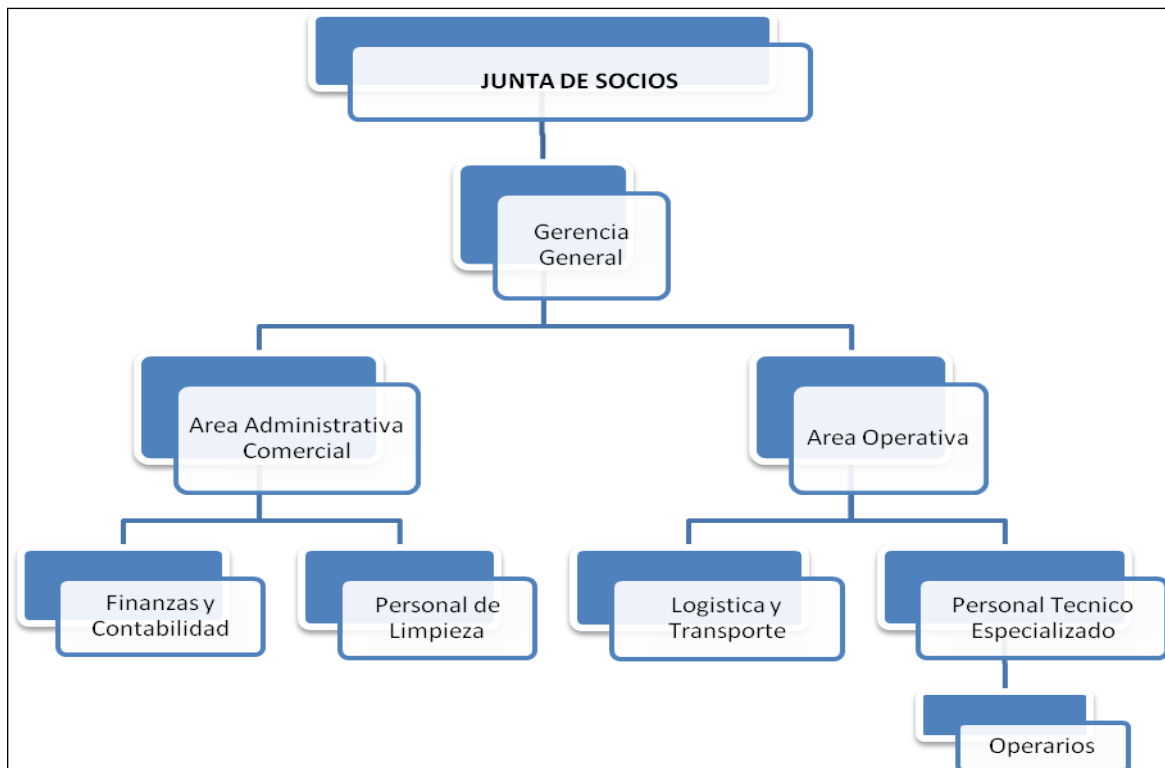 JUNTA DE SOCIOS
Gerencia
General
Area Administrativa
Comercial
Area Operativa
Finanzas y
Contabilidad
Personal de
Limpieza
Logistica y
Transporte
Personal Tecnico
Especializado
Operarios